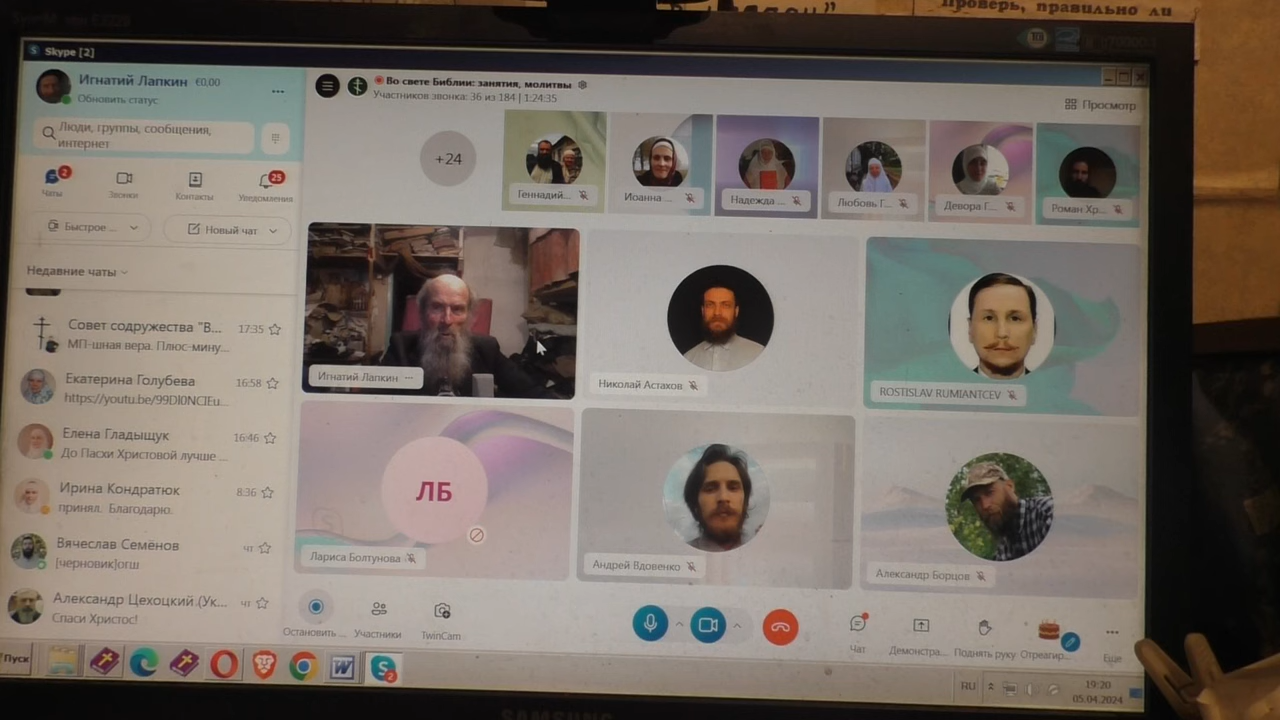 Проверь, правильно ли
Skype [2]
Игнатий Лапкин €0,00
Обновить статус
Люди, группы, сообщения,
интернет
2
25
Чаты
Звонки
Контакты
Уведомления
Быстрое ...
Новый чат
Недавние чаты
Совет содружества "В... 17:35
МП-шная вера. Плюс-мину...
Екатерина Голубева 16:58
https://youtu.be/99DI0NCIEu...
Елена Гладыщук 16:46
До Пасхи Христовой лучше ...
Ирина Кондратюк 8:36
принял. Благодарю.
Вячеслав Семёнов чт
[черновик]огш
Александр Цехоцкий (Ук... чт
Спаси Христос!
Во свете Библии: занятия, молитвы
Участников звонка: 36 из 184 | 1:24:35
Просмотр
+24
Геннадий...
Иоанна ...
Надежда ...
Любовь Г...
Девора Г...
Роман Хр...
Игнатий Лапкин ...
Николай Астахов
ROSTISLAV RUMIANTCEV
ЛБ
Лариса Болтунова
Андрей Вдовенко
Александр Борцов
Остановить ...
Участники
TwinCam
Чат
Демонстра...
Поднять руку
Отреагир...
Еще
Пуск
2
RU
19:20
05.04.2024
SAMSUNG